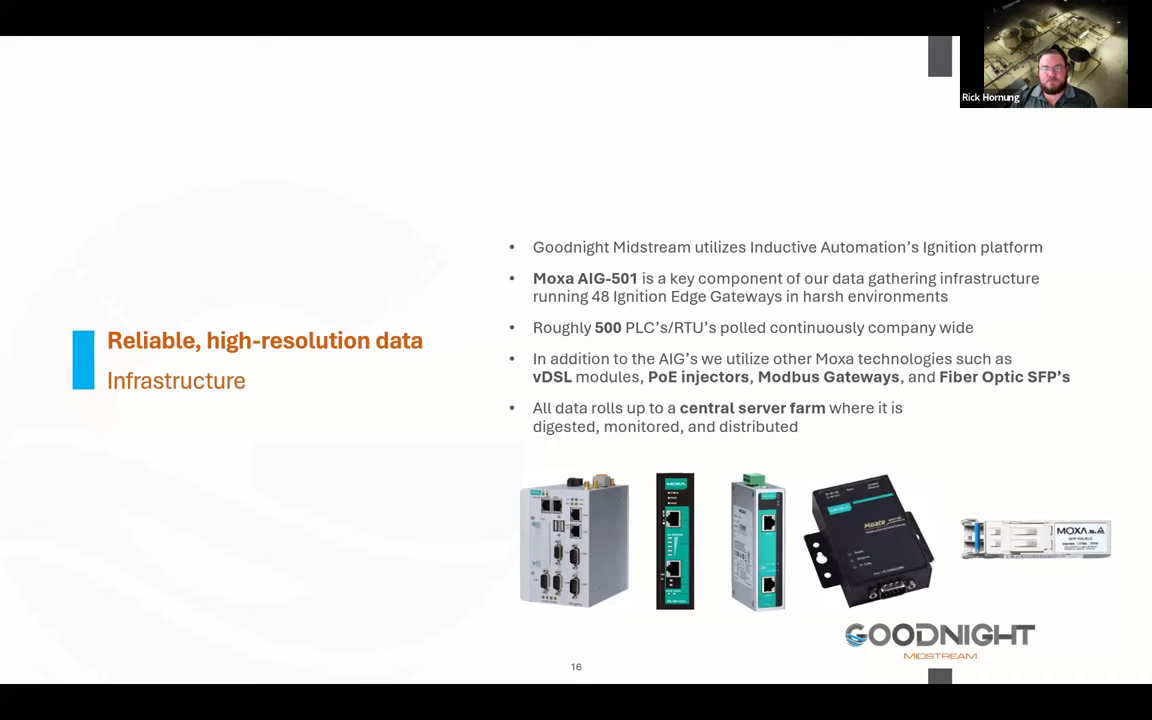 Rick Hornung
• Goodnight Midstream utilizes Inductive Automation's Ignition platform
• Moxa AIG-501 is a key component of our data gathering infrastructure
running 48 Ignition Edge Gateways in harsh environments
• Roughly 500 PLC's/RTU's polled continuously company wide
Reliable, high-resolution data
Infrastructure
• In addition to the AIG's we utilize other Moxa technologies such as
vDSL modules, PoE injectors, Modbus Gateways, and Fiber Optic SFP's
• All data rolls up to a central server farm where it is
digested, monitored, and distributed
MOXA
MGate
MOXA
GOODNIGHT
MIDSTREAM
16